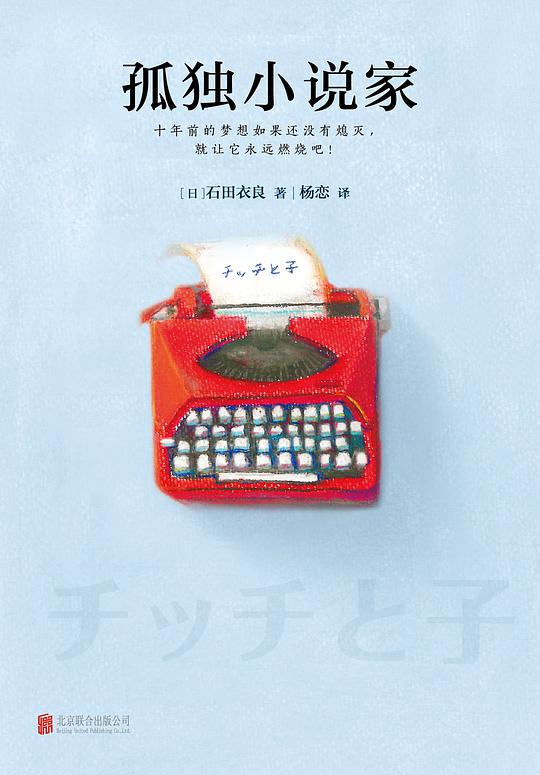 孤独小说家
十年前的梦想如果还没有熄灭，
就让它永远燃烧吧！
［日］石田衣良 著｜杨恋 译
チッチと子
チッチと子
北京联合出版公司
Beijing United Publishing Co.,Ltd.